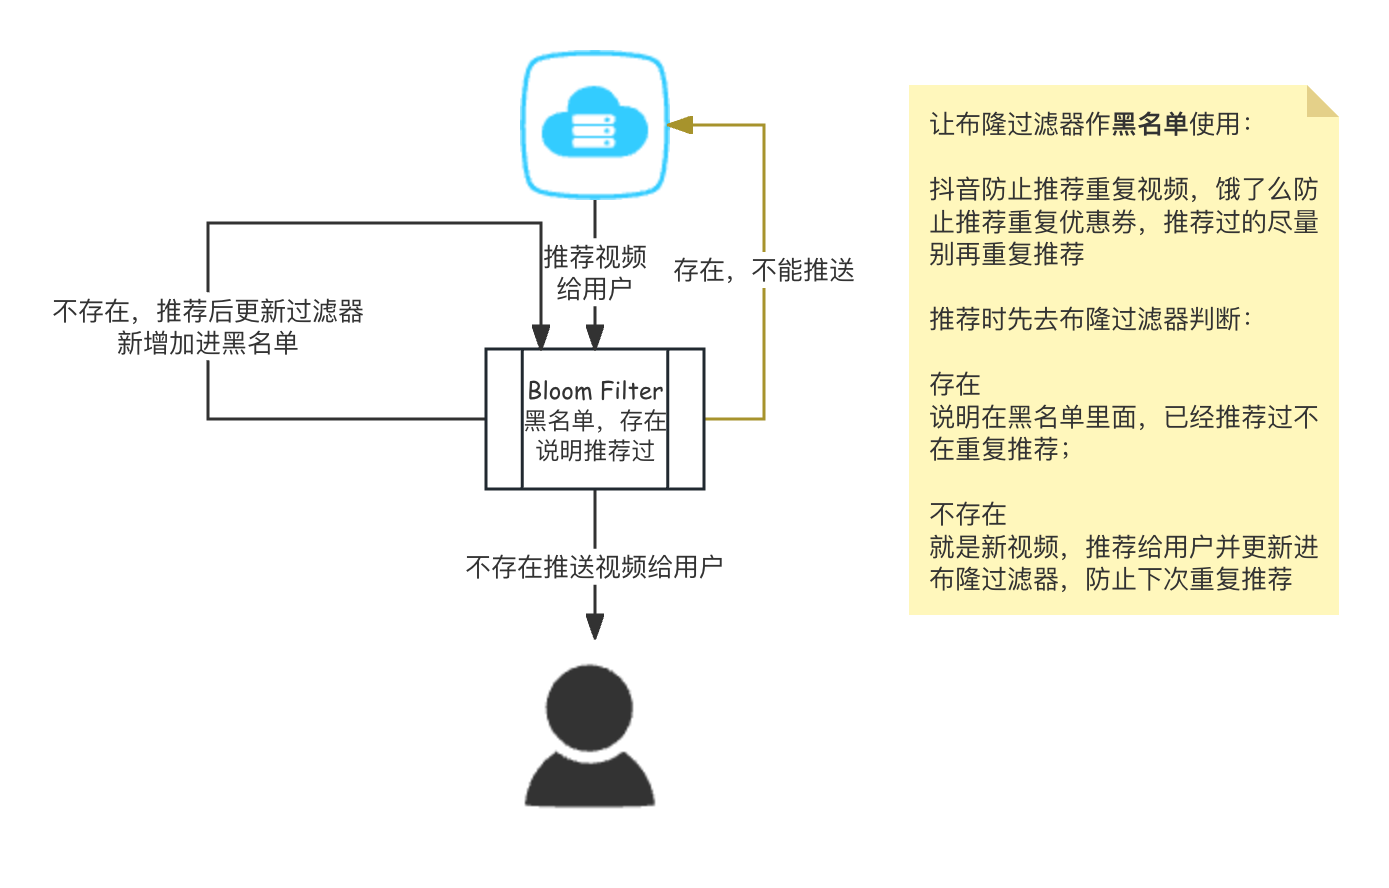 推荐视频
给用户
存在，不能推送
不存在，推荐后更新过滤器
新增加进黑名单
Bloom Filter
黑名单，存在
说明推荐过
不存在推送视频给用户
让布隆过滤器作黑名单使用：
抖音防止推荐重复视频，饿了么防
止推荐重复优惠券，推荐过的尽量
别再重复推荐
推荐时先去布隆过滤器判断：
存在
说明在黑名单里面，已经推荐过不
在重复推荐；
不存在
就是新视频，推荐给用户并更新进
布隆过滤器，防止下次重复推荐